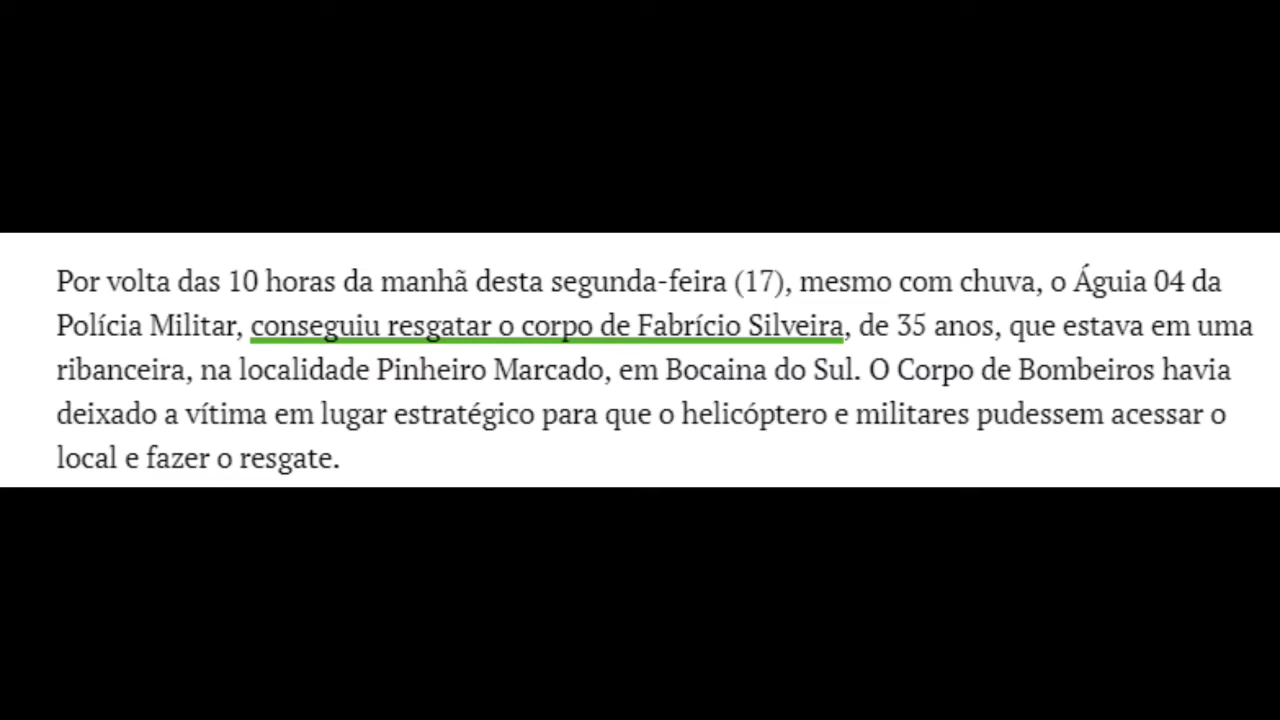 Por volta das 10 horas da manhã desta segunda-feira (17), mesmo com chuva, o Águia 04 da
Polícia Militar, conseguiu resgatar o corpo de Fabrício Silveira, de 35 anos, que estava em uma
ribanceira, na localidade Pinheiro Marcado, em Bocaina do Sul. O Corpo de Bombeiros havia
deixado a vítima em lugar estratégico para que o helicóptero e militares pudessem acessar o
local e fazer o resgate.